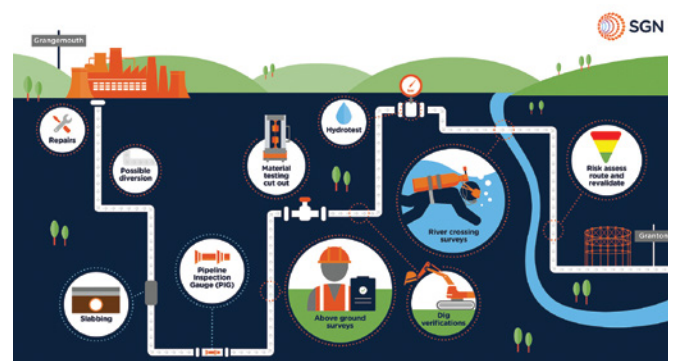 SGN
Grangemouth
Repairs
Possible
diversion
Material
testing
cut out
Hydrotest
River crossing
surveys
Risk assess
route and
revalidate
Granton
Pipeline
Inspection
Gauge (PIG)
Slabbing
Above ground
surveys
Dig
verifications